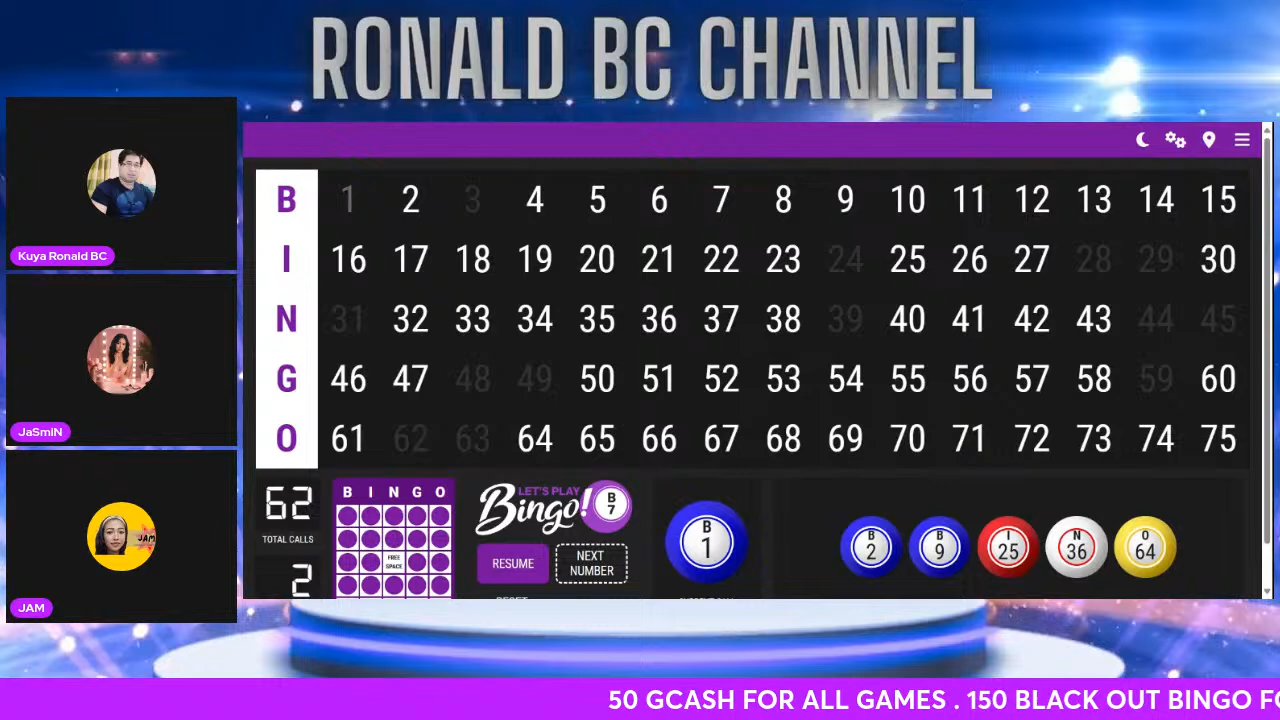 RONALD BC CHANNEL
Kuya Ronald BC
JaSmiN
JAM
B 1 2 3 4 5 6 7 8 9 10 11 12 13 14 15
I 16 17 18 19 20 21 22 23 24 25 26 27 28 29 30
N 31 32 33 34 35 36 37 38 39 40 41 42 43 44 45
G 46 47 48 49 50 51 52 53 54 55 56 57 58 59 60
O 61 62 63 64 65 66 67 68 69 70 71 72 73 74 75
62
TOTAL CALLS
2
B I N G O
FREE
SPACE
LET'S PLAY
Bingo!
B
7
RESUME
NEXT
NUMBER
B
1
B
2
B
9
I
25
N
36
O
64
JAM
50 GCASH FOR ALL GAMES . 150 BLACK OUT BINGO FO